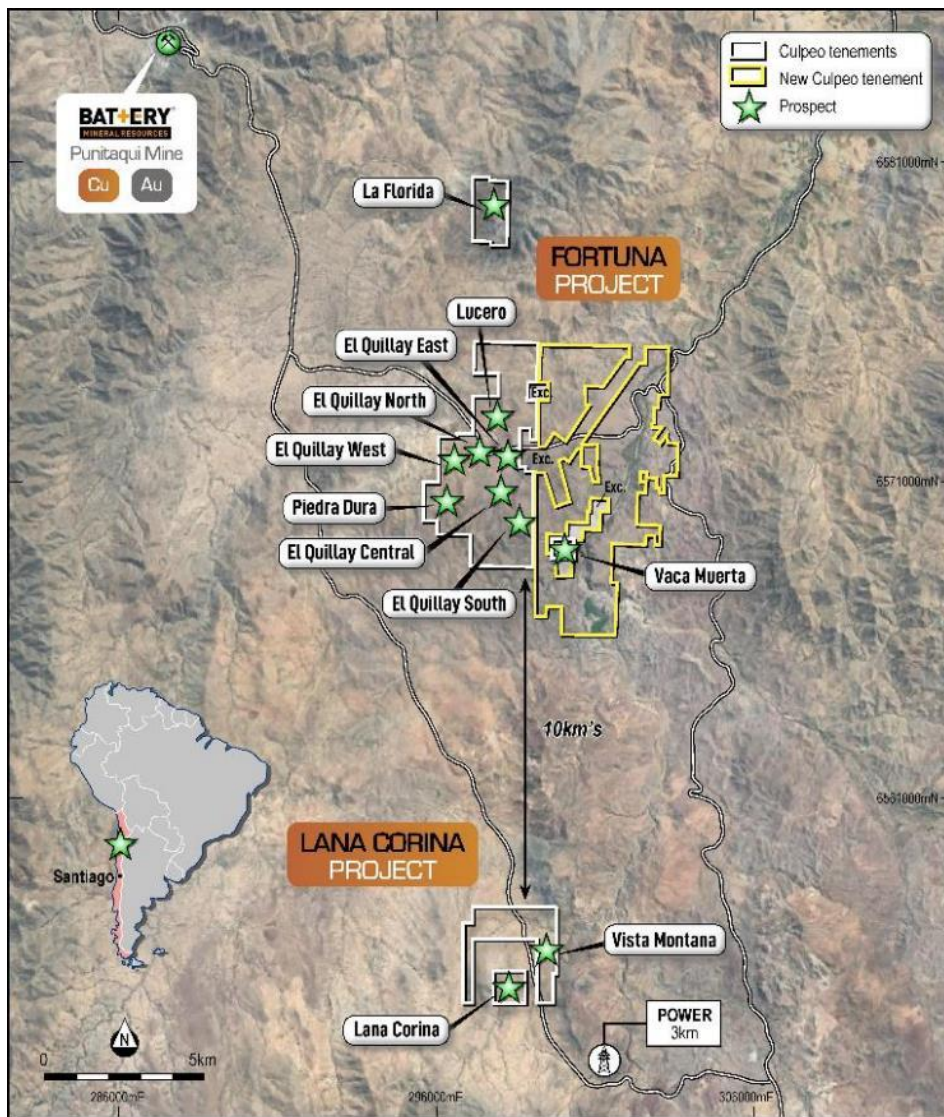 Culpeo tenements
New Culpeo tenement
Prospect
BAT+ERY
MINERAL RESOURCES
Punitaqui Mine
Cu
Au
6581000mN
La Florida
FORTUNA
PROJECT
Lucero
El Quillay East
El Quillay North
Exc.
El Quillay West
Exc.
6571000mN
Exc.
Piedra Dura
El Quillay Central
Vaca Muerta
El Quillay South
10km's
6561000mN
LANA CORINA
PROJECT
Santiago
Vista Montana
Lana Corina
POWER
3km
N
0
5km
286000mE
296000mE
306000mE